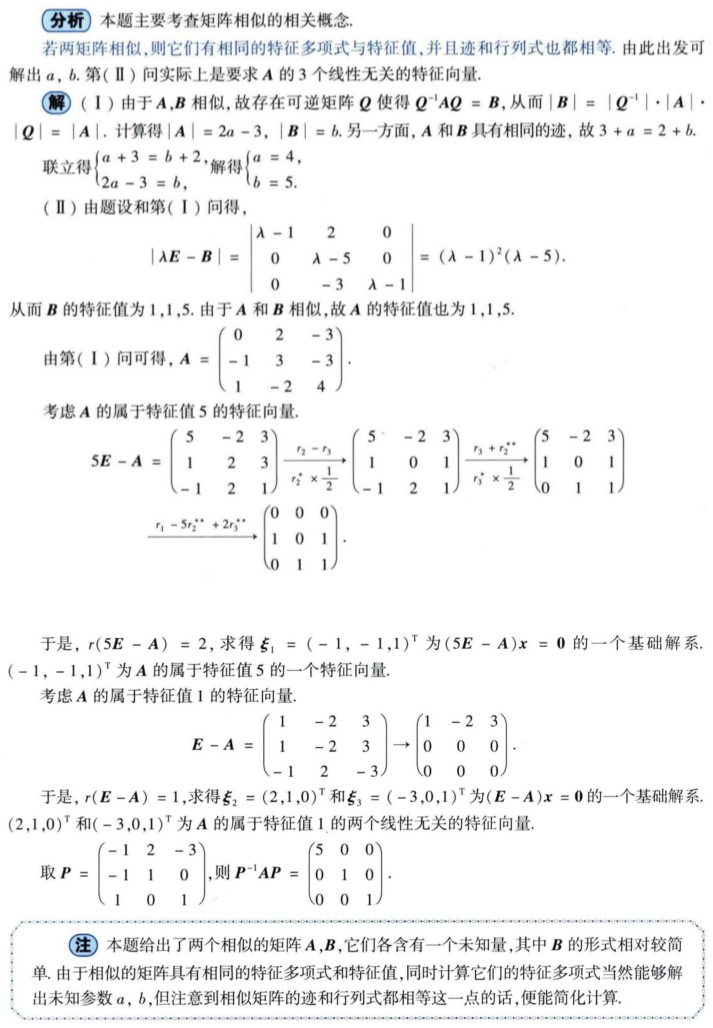 分析 本题主要考查矩阵相似的相关概念.
若两矩阵相似,则它们有相同的特征多项式与特征值,并且迹和行列式也都相等. 由此出发可
解出 a, b. 第(Ⅱ)问实际上是要求 A 的 3 个线性无关的特征向量.
解 (Ⅰ) 由于 A,B 相似,故存在可逆矩阵 Q 使得 Q⁻¹AQ = B, 从而 |B| = |Q⁻¹|·|A|·
|Q| = |A|. 计算得 |A| = 2a - 3, |B| = b. 另一方面, A 和 B 具有相同的迹, 故 3 + a = 2 + b.
联立得 { a + 3 = b + 2, 2a - 3 = b, 解得 { a = 4, b = 5.
(Ⅱ) 由题设和第(Ⅰ)问得,
|λE - B| = | λ - 1 2 0 ; 0 λ - 5 0 ; 0 -3 λ - 1 | = (λ - 1)²(λ - 5).
从而 B 的特征值为 1,1,5. 由于 A 和 B 相似,故 A 的特征值也为 1,1,5.
由第(Ⅰ)问可得, A = ( 0 2 -3 ; -1 3 -3 ; 1 -2 4 ).
考虑 A 的属于特征值 5 的特征向量.
5E - A = ( 5 -2 3 ; 1 2 3 ; -1 2 1 ) r₂ - r₃ r₂* × 1/2 → ( 5 -2 3 ; 1 0 1 ; -1 2 1 ) r₃ + r₂** r₃* × 1/2 → ( 5 -2 3 ; 1 0 1 ; 0 1 1 )
r₁ - 5r₂** + 2r₃** → ( 0 0 0 ; 1 0 1 ; 0 1 1 ).
于是, r(5E - A) = 2, 求得 ξ₁ = (-1, -1,1)ᵀ 为 (5E - A)x = 0 的一个基础解系.
(-1, -1,1)ᵀ 为 A 的属于特征值 5 的一个特征向量.
考虑 A 的属于特征值 1 的特征向量.
E - A = ( 1 -2 3 ; 1 -2 3 ; -1 2 -3 ) → ( 1 -2 3 ; 0 0 0 ; 0 0 0 ).
于是, r(E - A) = 1,求得 ξ₂ = (2,1,0)ᵀ 和 ξ₃ = (-3,0,1)ᵀ 为 (E - A)x = 0 的一个基础解系.
(2,1,0)ᵀ 和 (-3,0,1)ᵀ 为 A 的属于特征值 1 的两个线性无关的特征向量.
取 P = ( -1 2 -3 ; -1 1 0 ; 1 0 1 ), 则 P⁻¹AP = ( 5 0 0 ; 0 1 0 ; 0 0 1 ).
注 本题给出了两个相似的矩阵 A,B,它们各含有一个未知量,其中 B 的形式相对较简
单. 由于相似的矩阵具有相同的特征多项式和特征值,同时计算它们的特征多项式当然能够解
出未知参数 a, b,但注意到相似矩阵的迹和行列式都相等这一点的话,便能简化计算.